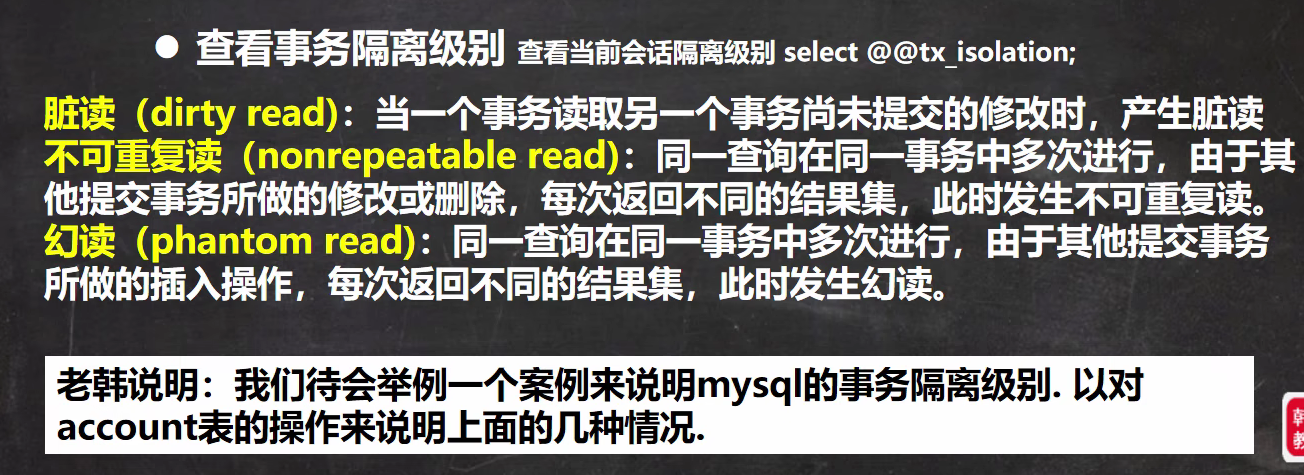 ● 查看事务隔离级别 查看当前会话隔离级别 select @@tx_isolation;
脏读（dirty read)：当一个事务读取另一个事务尚未提交的修改时，产生脏读
不可重复读（nonrepeatable read)：同一查询在同一事务中多次进行，由于其
他提交事务所做的修改或删除，每次返回不同的结果集，此时发生不可重复读。
幻读（phantom read)：同一查询在同一事务中多次进行，由于其他提交事务
所做的插入操作，每次返回不同的结果集，此时发生幻读。
老韩说明：我们待会举例一个案例来说明mysql的事务隔离级别. 以对
account表的操作来说明上面的几种情况.